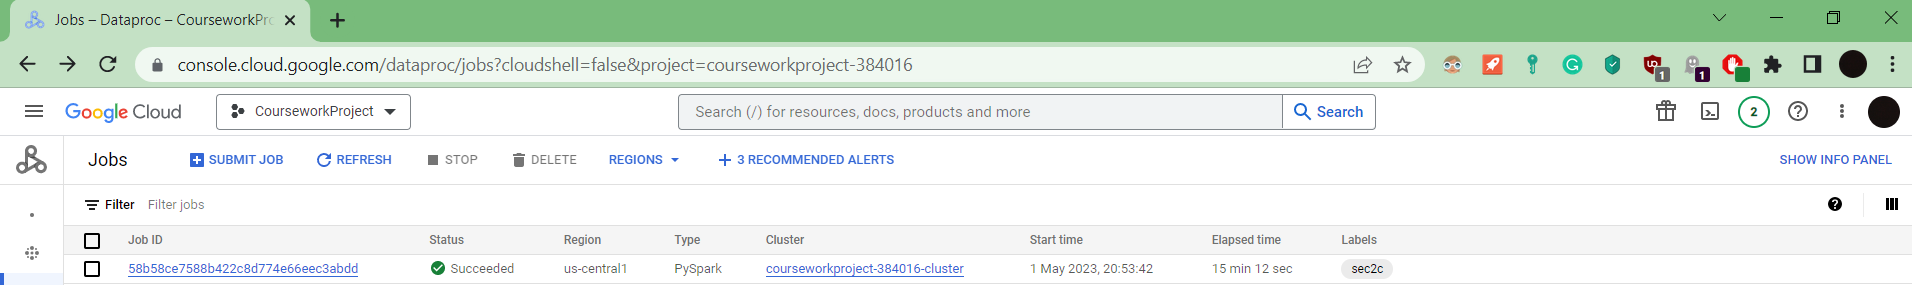 Jobs – Dataproc – CourseworkPr
console.cloud.google.com/dataproc/jobs?cloudshell=false&project=courseworkproject-384016
1 1
Google Cloud CourseworkProject Search (/) for resources, docs, products and more Search 2
Jobs SUBMIT JOB REFRESH STOP DELETE REGIONS 3 RECOMMENDED ALERTS SHOW INFO PANEL
Filter Filter jobs
Job ID Status Region Type Cluster Start time Elapsed time Labels
58b58ce7588b422c8d774e66eec3abdd Succeeded us-central1 PySpark courseworkproject-384016-cluster 1 May 2023, 20:53:42 15 min 12 sec sec2c